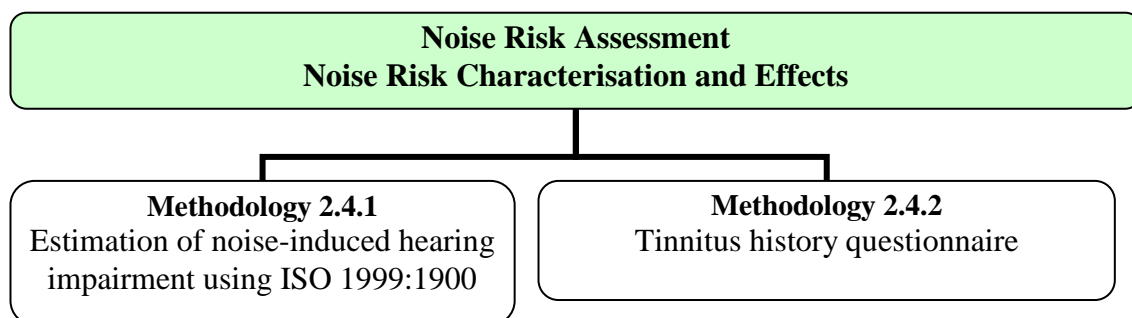 Noise Risk Assessment
Noise Risk Characterisation and Effects
Methodology 2.4.1
Estimation of noise-induced hearing
impairment using ISO 1999:1900
Methodology 2.4.2
Tinnitus history questionnaire